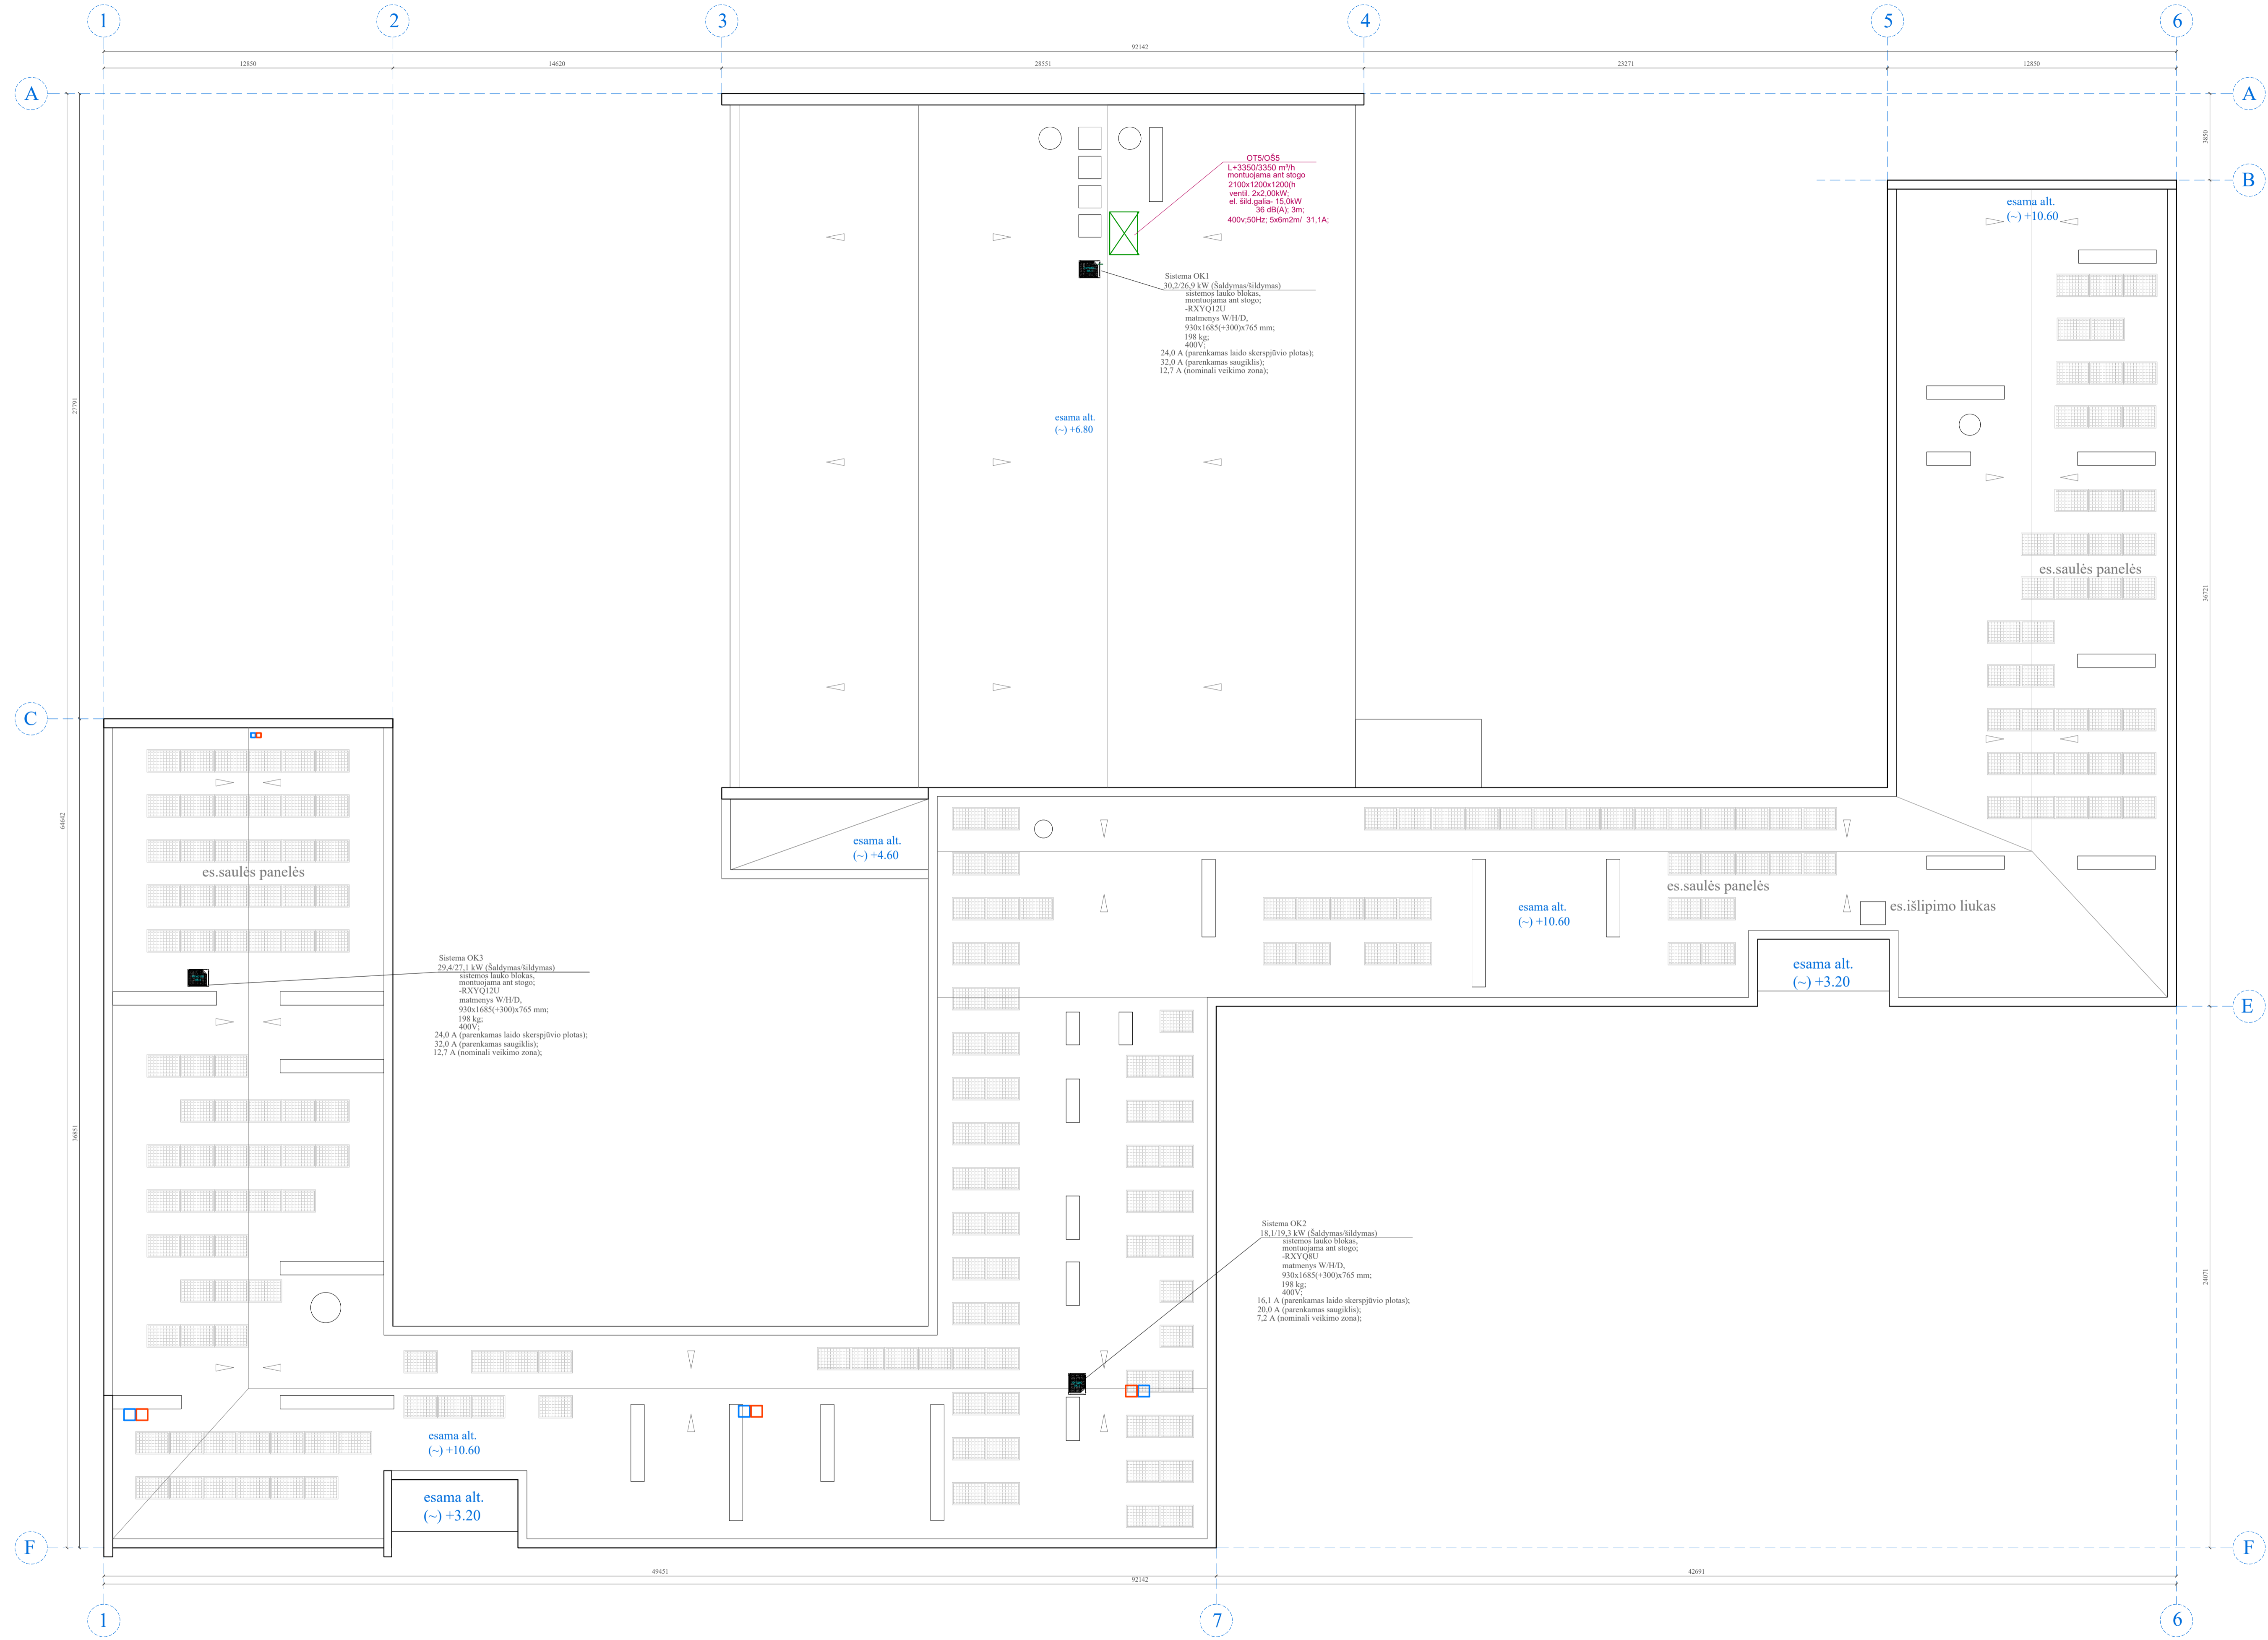 1
2
3
4
5
6
92142
12850
14620
28551
23271
12850
A
A
3850
B
OT5/OŠ5
L+3350/3350 m³/h
montuojama ant stogo
2100x1200x1200(h
ventil. 2x2,00kW;
el. šild.galia- 15,0kW
36 dB(A); 3m;
400v;50Hz; 5x6m2m/ 31,1A;
esama alt.
(~) +10.60
Sistema OK1
30,2/26,9 kW (Šaldymas/šildymas)
sistemos lauko blokas,
montuojama ant stogo;
-RXYQ12U
matmenys W/H/D,
930x1685(+300)x765 mm;
198 kg;
400V;
24,0 A (parenkamas laido skerspjūvio plotas);
32,0 A (parenkamas saugiklis);
12,7 A (nominali veikimo zona);
27791
esama alt.
(~) +6.80
es.saulės panelės
36721
C
64642
esama alt.
(~) +4.60
es.saulės panelės
es.saulės panelės
esama alt.
(~) +10.60
es.išlipimo liukas
esama alt.
(~) +3.20
Sistema OK3
29,4/27,1 kW (Šaldymas/šildymas)
sistemos lauko blokas,
montuojama ant stogo;
-RXYQ12U
matmenys W/H/D,
930x1685(+300)x765 mm;
198 kg;
400V;
24,0 A (parenkamas laido skerspjūvio plotas);
32,0 A (parenkamas saugiklis);
12,7 A (nominali veikimo zona);
E
36851
Sistema OK2
18,1/19,3 kW (Šaldymas/šildymas)
sistemos lauko blokas,
montuojama ant stogo;
-RXYQ8U
matmenys W/H/D,
930x1685(+300)x765 mm;
198 kg;
400V;
16,1 A (parenkamas laido skerspjūvio plotas);
20,0 A (parenkamas saugiklis);
7,2 A (nominali veikimo zona);
24071
esama alt.
(~) +10.60
esama alt.
(~) +3.20
F
F
49451
42691
92142
1
7
6